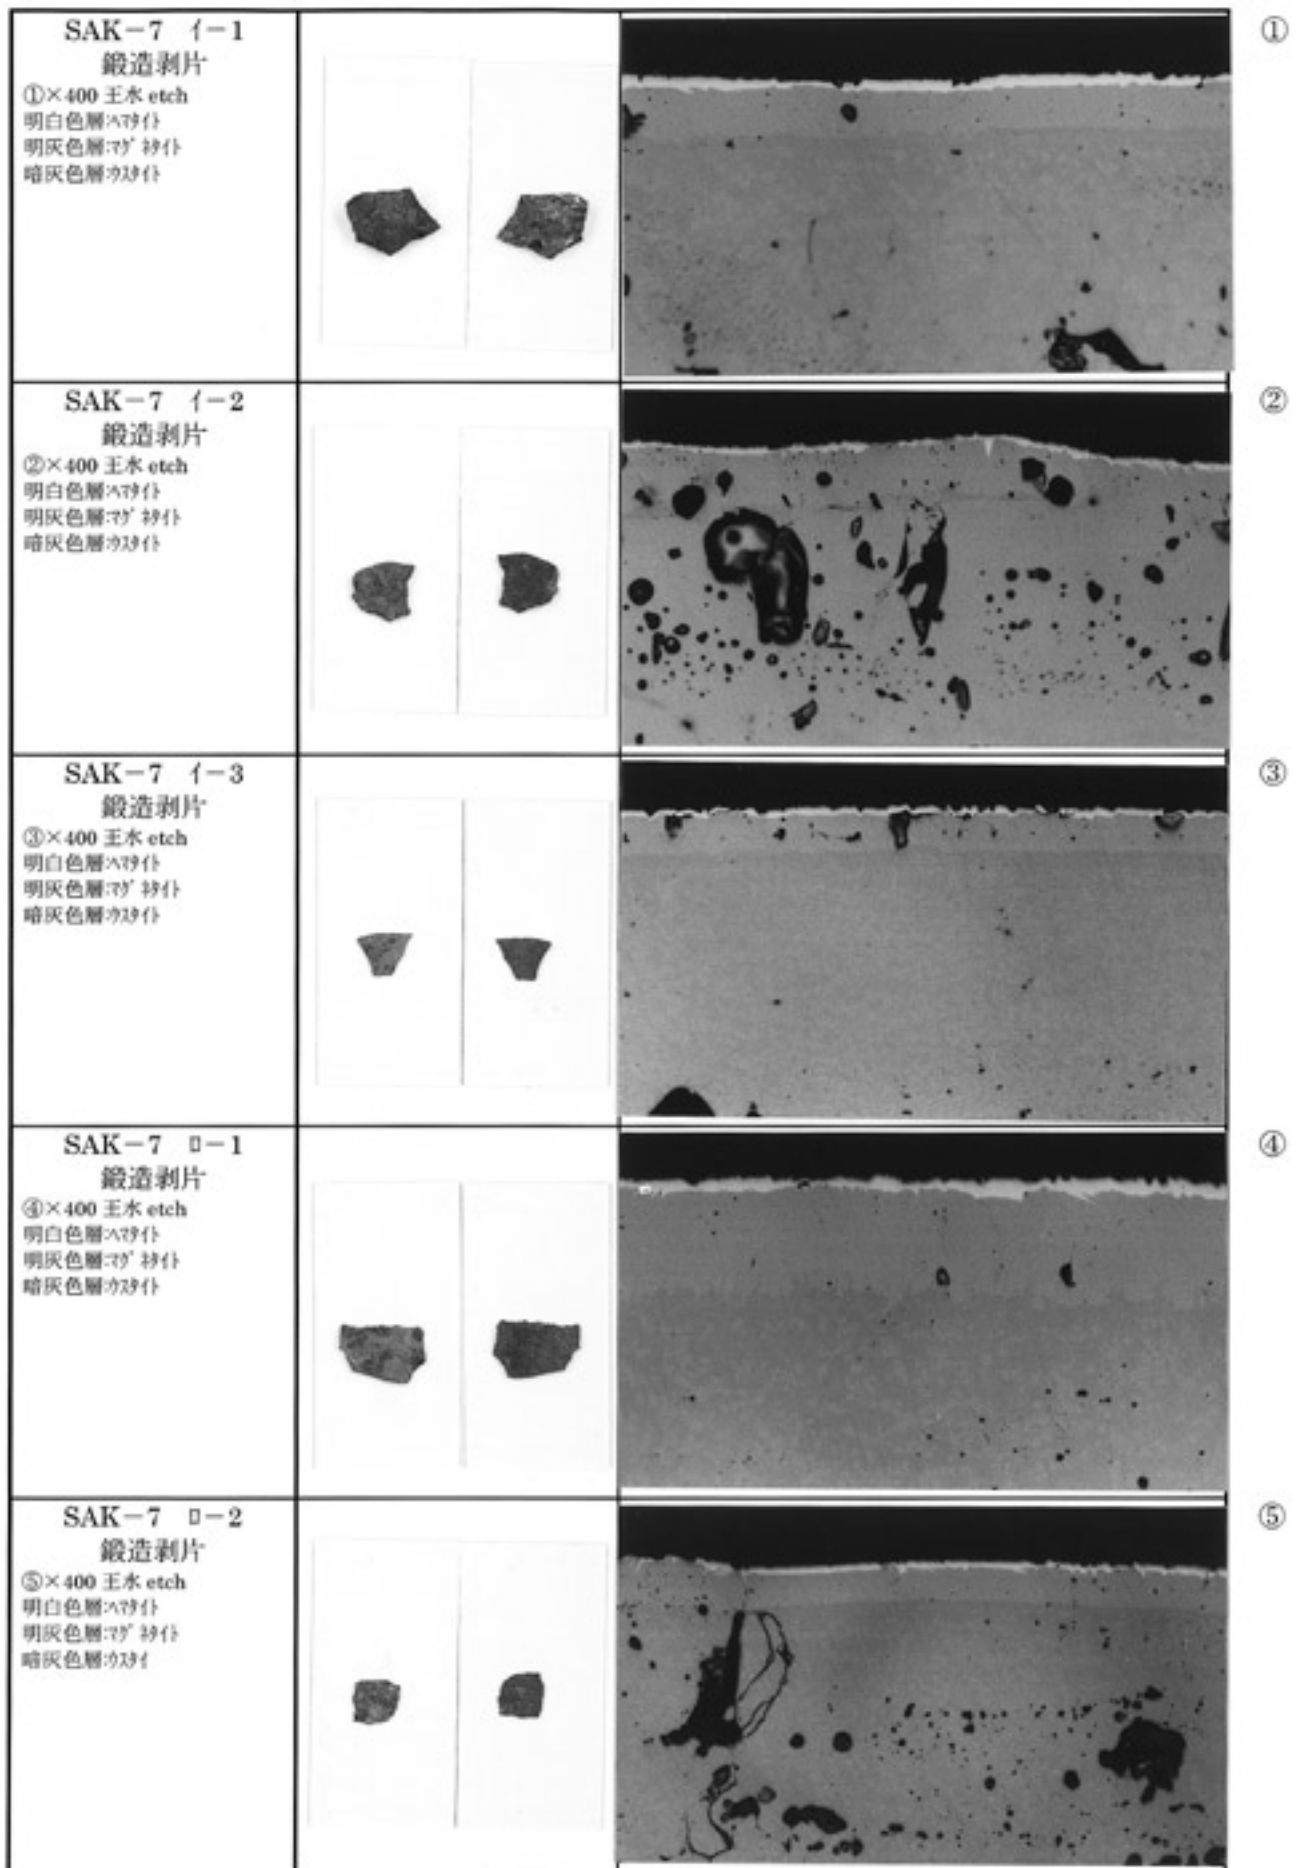 SAK-7 イ-1
鍛造剥片
①×400 王水 etch
明白色層:ヘマタイト
明灰色層:マグネタイト
暗灰色層:ウスタイト
①
SAK-7 イ-2
鍛造剥片
②×400 王水 etch
明白色層:ヘマタイト
明灰色層:マグネタイト
暗灰色層:ウスタイト
②
SAK-7 イ-3
鍛造剥片
③×400 王水 etch
明白色層:ヘマタイト
明灰色層:マグネタイト
暗灰色層:ウスタイト
③
SAK-7 ロ-1
鍛造剥片
④×400 王水 etch
明白色層:ヘマタイト
明灰色層:マグネタイト
暗灰色層:ウスタイト
④
SAK-7 ロ-2
鍛造剥片
⑤×400 王水 etch
明白色層:ヘマタイト
明灰色層:マグネタイト
暗灰色層:ウスタイ
⑤